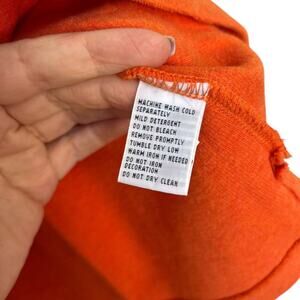 MACHINE WASH COLD
SEPARATELY
MILD DETERGENT
DO NOT BLEACH
REMOVE PROMPTLY
TUMBLE DRY LOW
WARM IRON IF NEEDED
DO NOT IRON
DECORATION
DO NOT DRY CLEAN